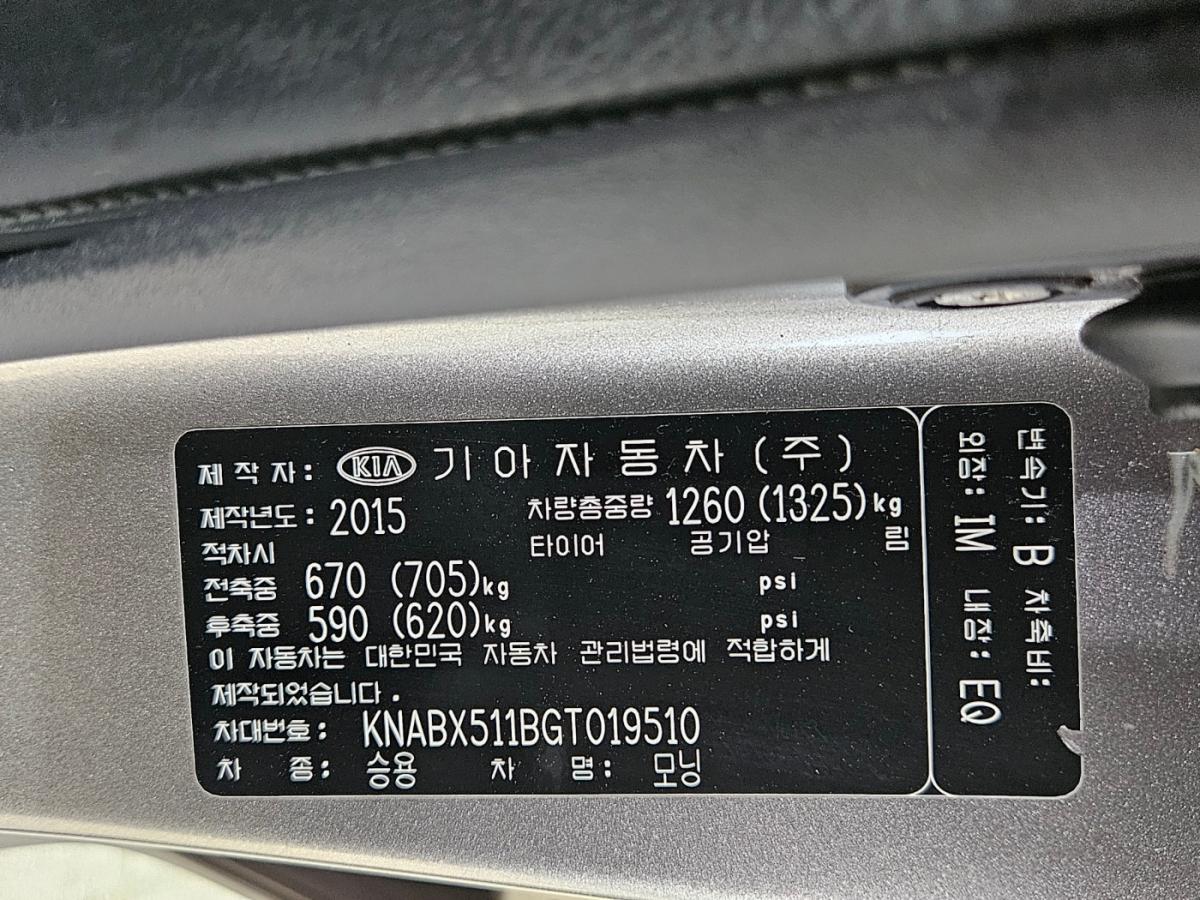 제 작 자 : KIA 기 아 자 동 차 ( 주 )
제작년도 : 2015 차량총중량 1260 (1325)kg
적차시 타이어 공기압 림
전축중 670 (705)kg psi
후축중 590 (620)kg psi
이 자동차는 대한민국 자동차 관리법령에 적합하게
제작되었습니다 .
차대번호 : KNABX511BGT019510
차 종 : 승용 차 명 : 모닝
변속기 : B 차축비 :
외장 : IM 내장 : EQ